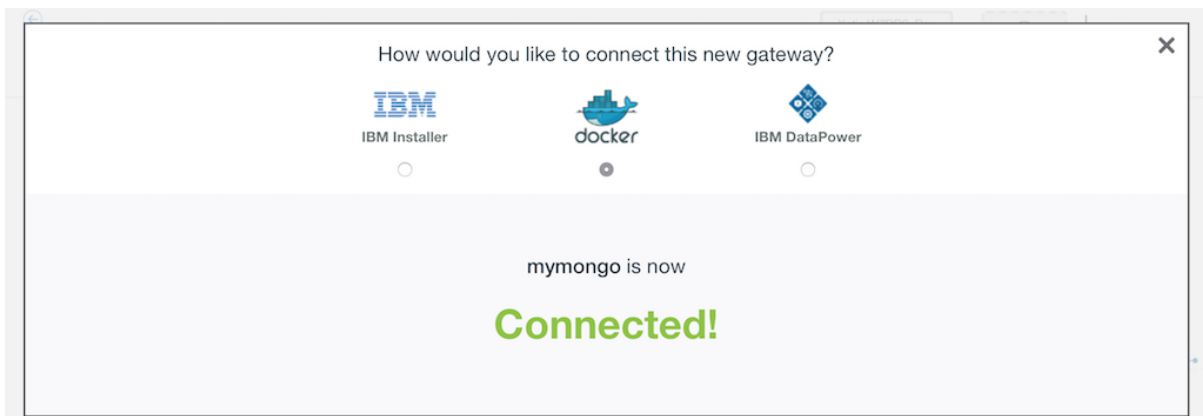 How would you like to connect this new gateway?
IBM
docker
IBM Installer
IBM DataPower
mymongo is now
Connected!